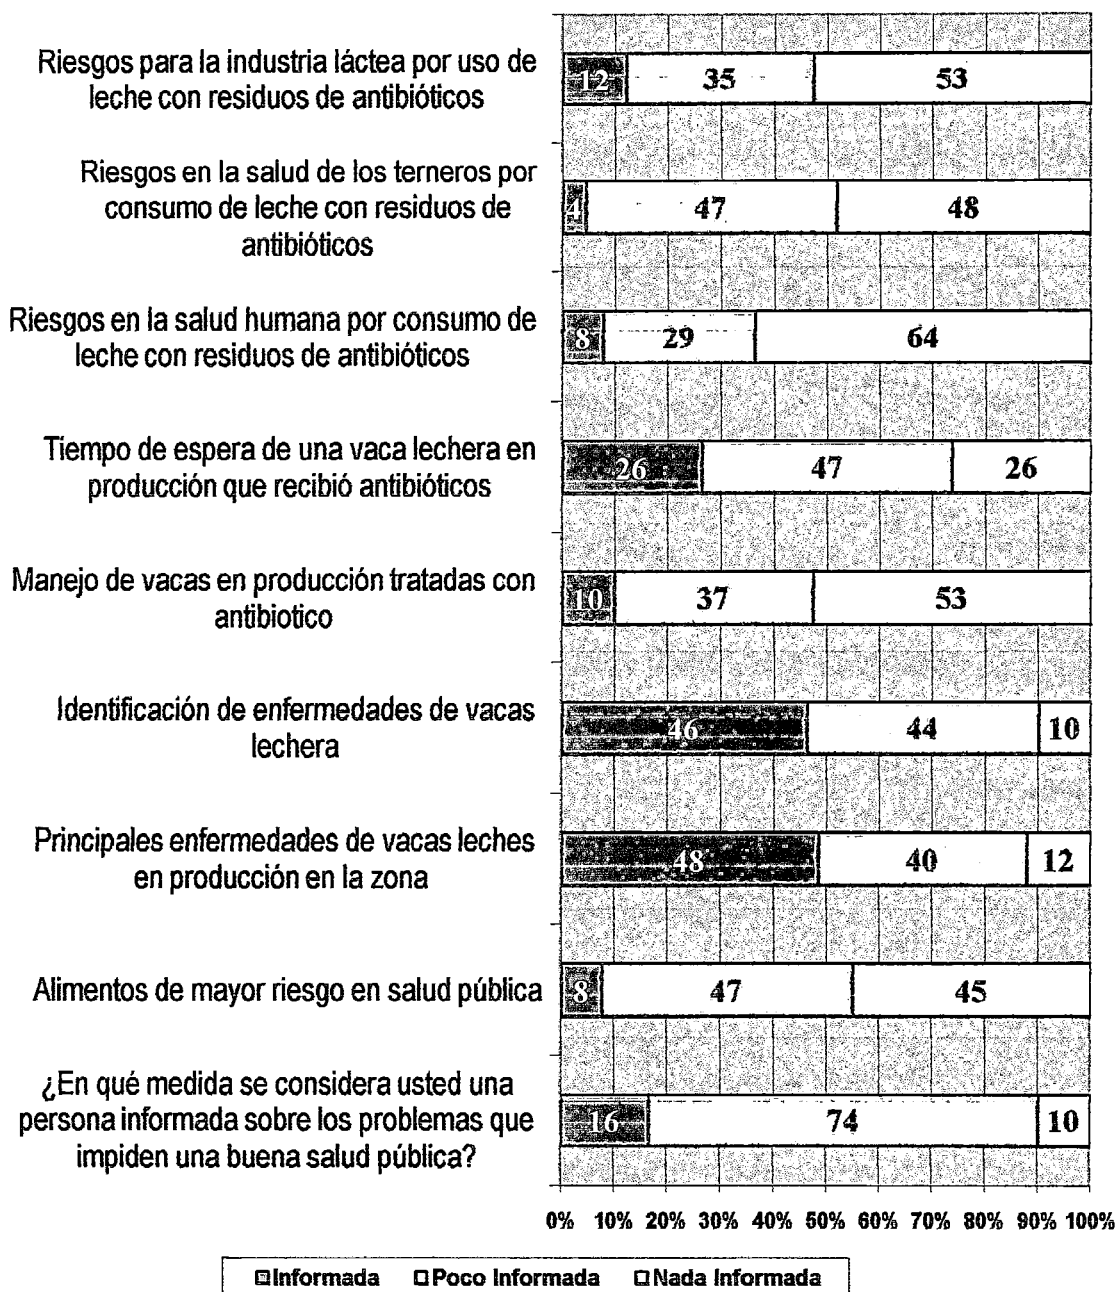 Riesgos para la industria láctea por uso de
leche con residuos de antibióticos
12 35 53
Riesgos en la salud de los terneros por
consumo de leche con residuos de
antibióticos
4 47 48
Riesgos en la salud humana por consumo de
leche con residuos de antibióticos
8 29 64
Tiempo de espera de una vaca lechera en
producción que recibió antibióticos
26 47 26
Manejo de vacas en producción tratadas con
antibiotico
10 37 53
Identificación de enfermedades de vacas
lechera
46 44 10
Principales enfermedades de vacas leches
en producción en la zona
48 40 12
Alimentos de mayor riesgo en salud pública
8 47 45
¿En qué medida se considera usted una
persona informada sobre los problemas que
impiden una buena salud pública?
16 74 10
0% 10% 20% 30% 40% 50% 60% 70% 80% 90% 100%
Informada Poco Informada Nada Informada